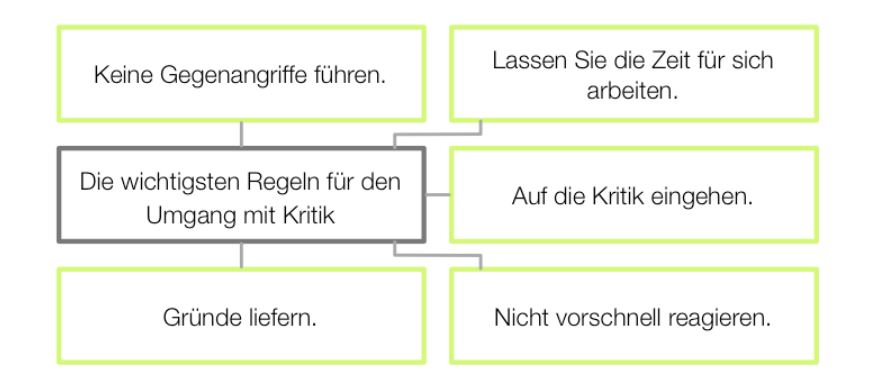 Keine Gegenangriffe führen.
Lassen Sie die Zeit für sich
arbeiten.
Die wichtigsten Regeln für den
Umgang mit Kritik
Auf die Kritik eingehen.
Gründe liefern.
Nicht vorschnell reagieren.